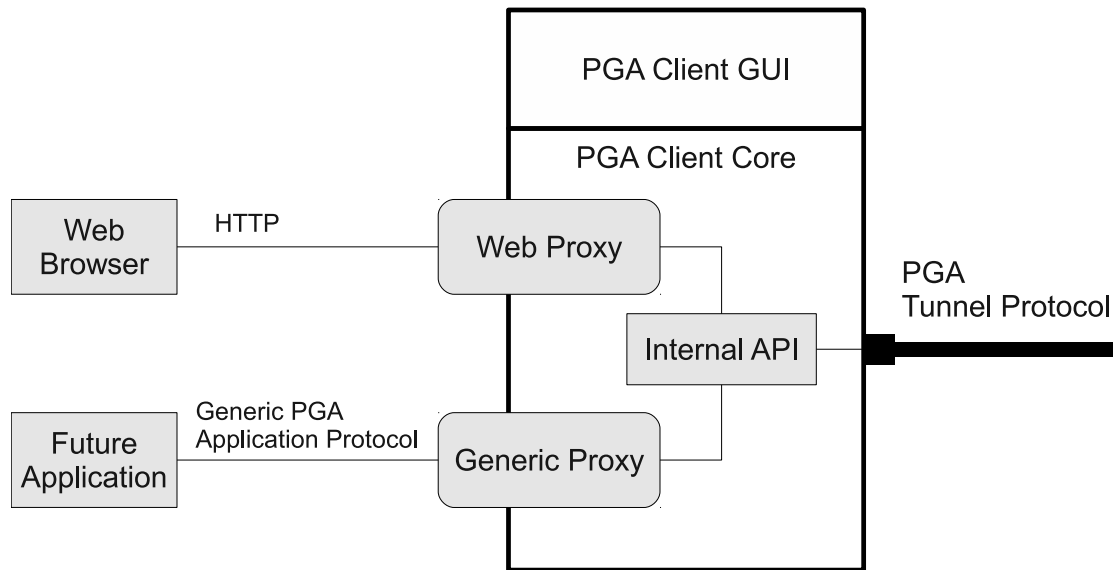 PGA Client GUI
PGA Client Core
Web
Browser
HTTP
Web Proxy
PGA
Tunnel Protocol
Internal API
Future
Application
Generic PGA
Application Protocol
Generic Proxy